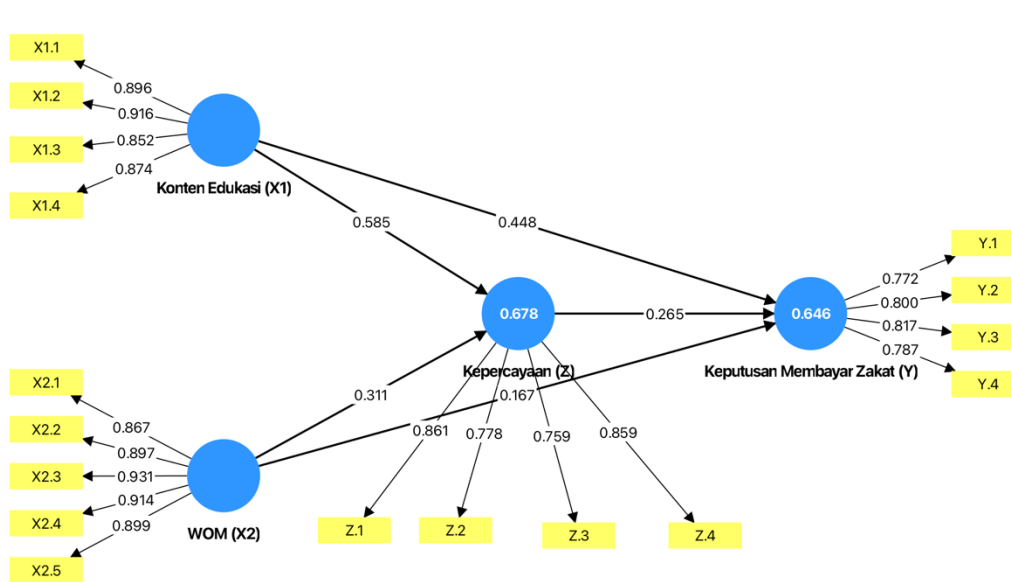 X1.1
0.896
X1.2
0.916
X1.3
0.852
0.874
X1.4
Konten Edukasi (X1)
0.585
0.448
Y.1
0.772
Y.2
0.800
0.678
0.265
0.646
0.817
Y.3
0.787
Kepercayaan (Z)
Keputusan Membayar Zakat (Y)
Y.4
X2.1
0.311
0.167
0.867
X2.2
0.861
0.778
0.759
0.859
0.897
X2.3
0.931
0.914
X2.4
0.899
WOM (X2)
Z.1
Z.2
Z.3
Z.4
X2.5